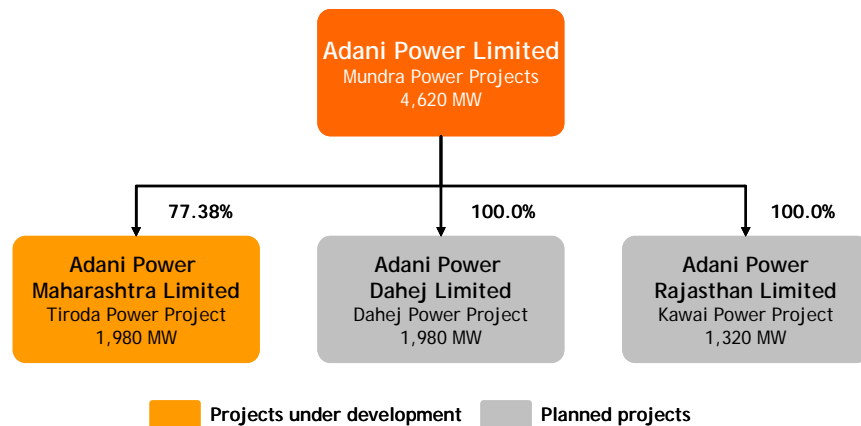 Adani Power Limited
Mundra Power Projects
4,620 MW
77.38%
100.0%
100.0%
Adani Power
Maharashtra Limited
Tiroda Power Project
1,980 MW
Adani Power
Dahej Limited
Dahej Power Project
1,980 MW
Adani Power
Rajasthan Limited
Kawai Power Project
1,320 MW
Projects under development
Planned projects